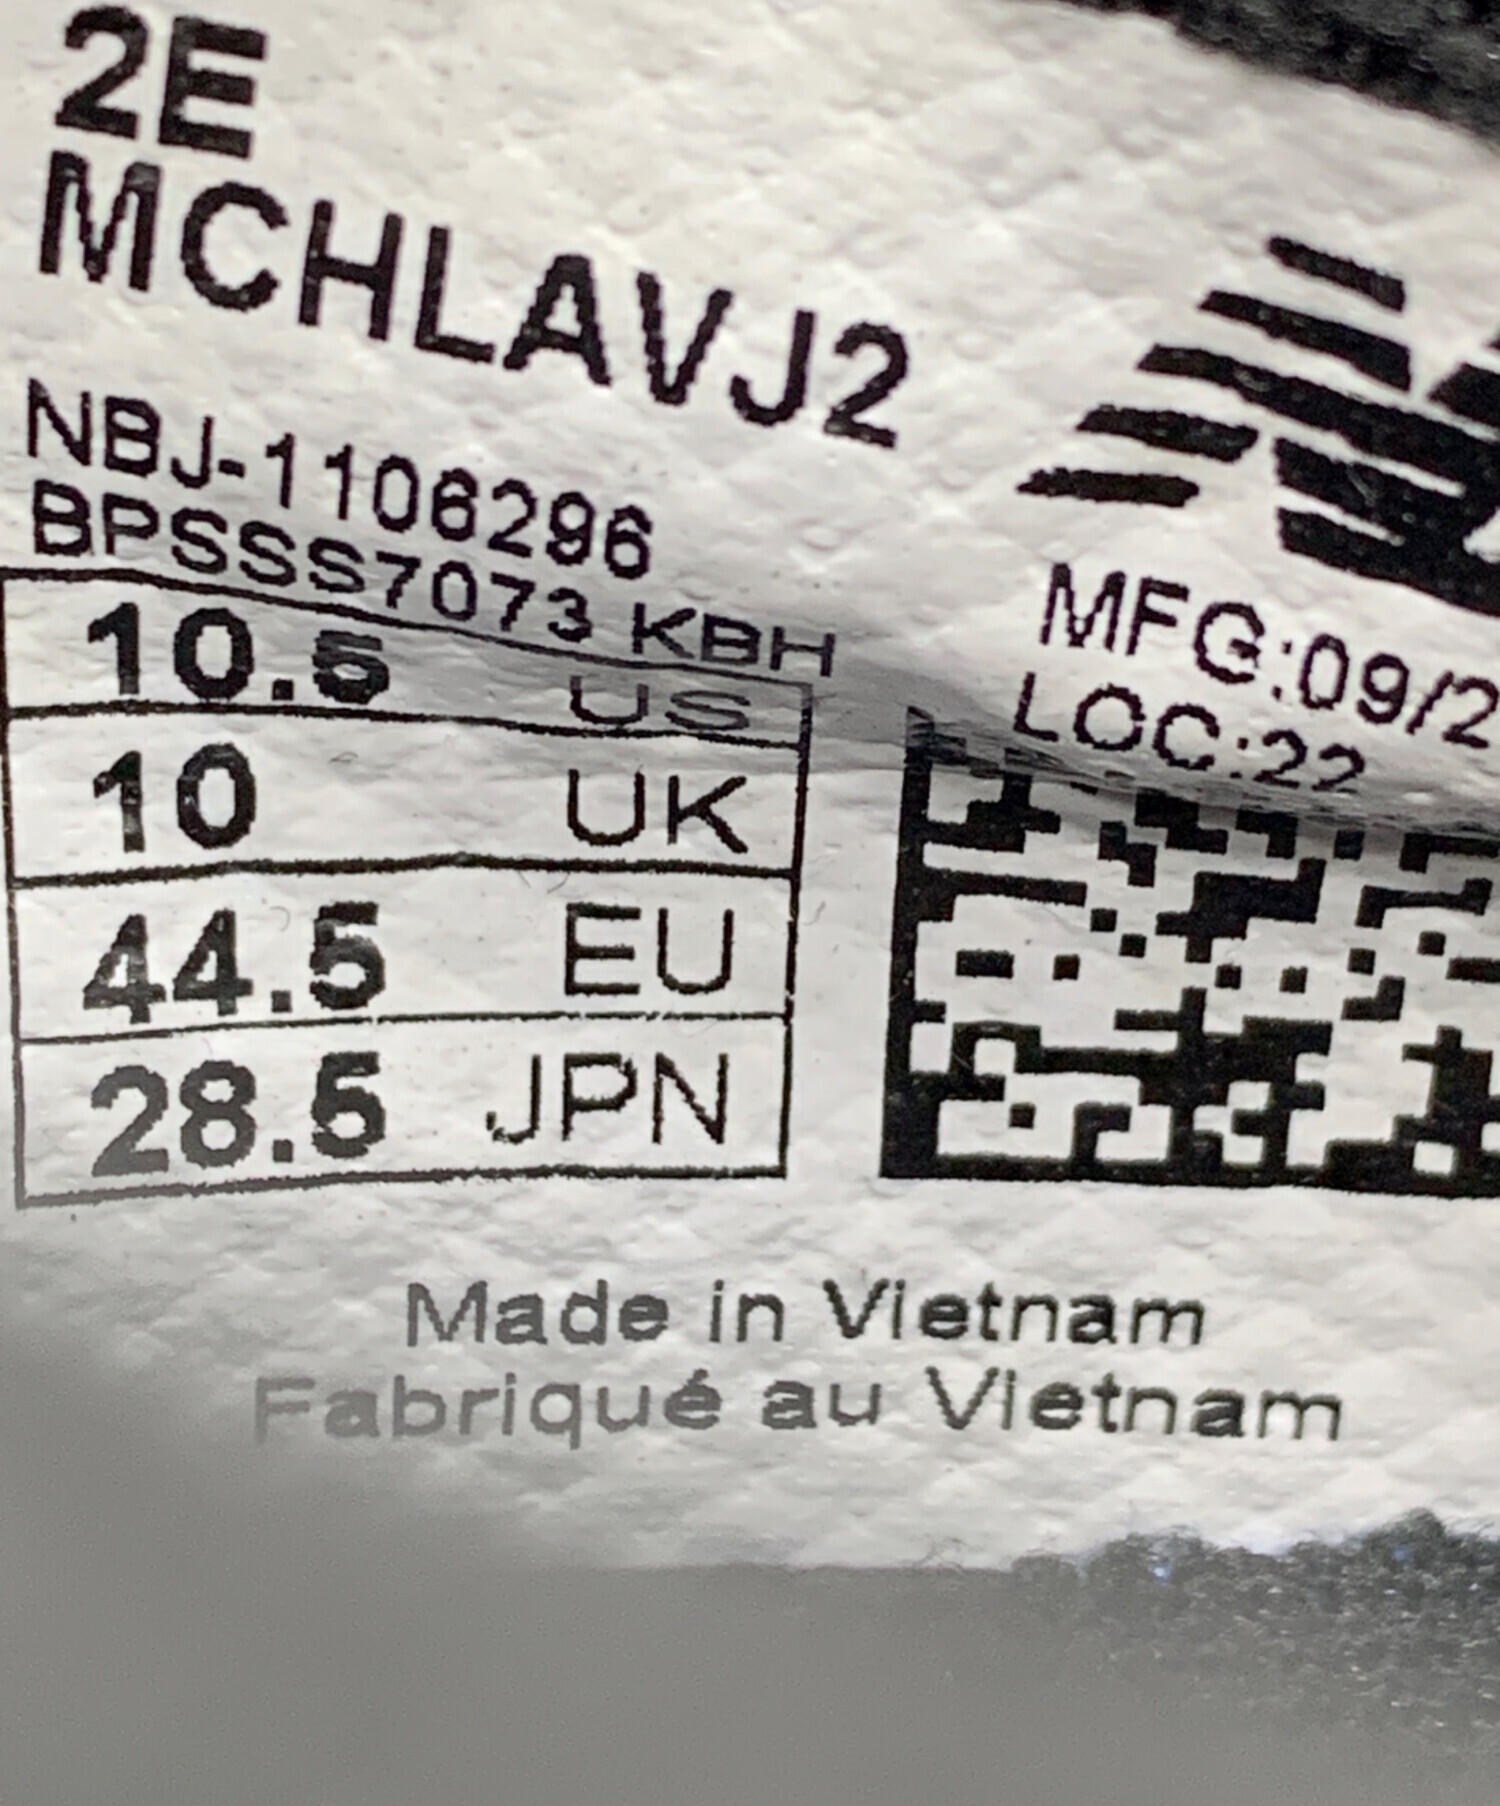 2E
MCHLAVJ2
NBJ-1106296
BPSSS7073 KBH
10.5 US
10 UK
44.5 EU
28.5 JPN
MFG:09/2
LOC:22
Made in Vietnam
Fabriqué au Vietnam